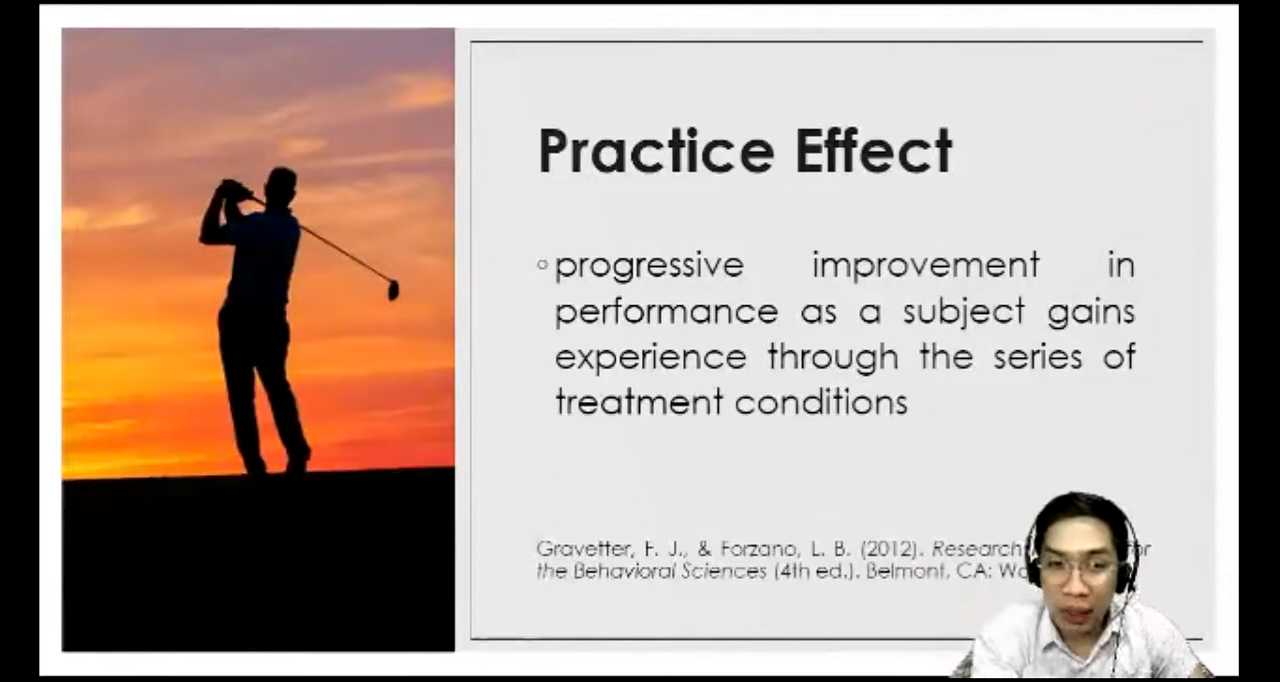 Practice Effect
◦ progressive improvement in
performance as a subject gains
experience through the series of
treatment conditions
Gravetter, F. J., & Forzano, L. B. (2012). Research
the Behavioral Sciences (4th ed.). Belmont, CA: